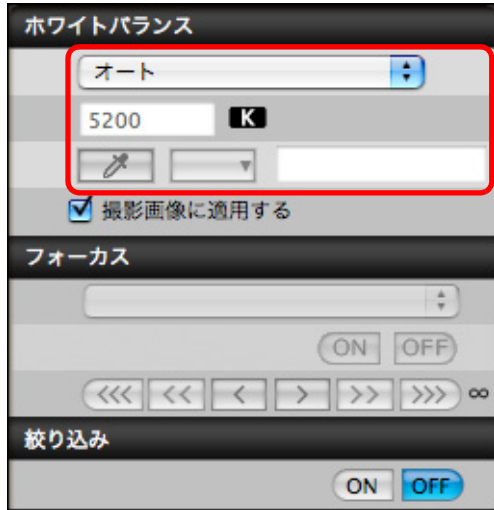 ホワイトバランス
オート
5200 K
撮影画像に適用する
フォーカス
ON OFF
<<< << < > >> >>> ∞
絞り込み
ON OFF